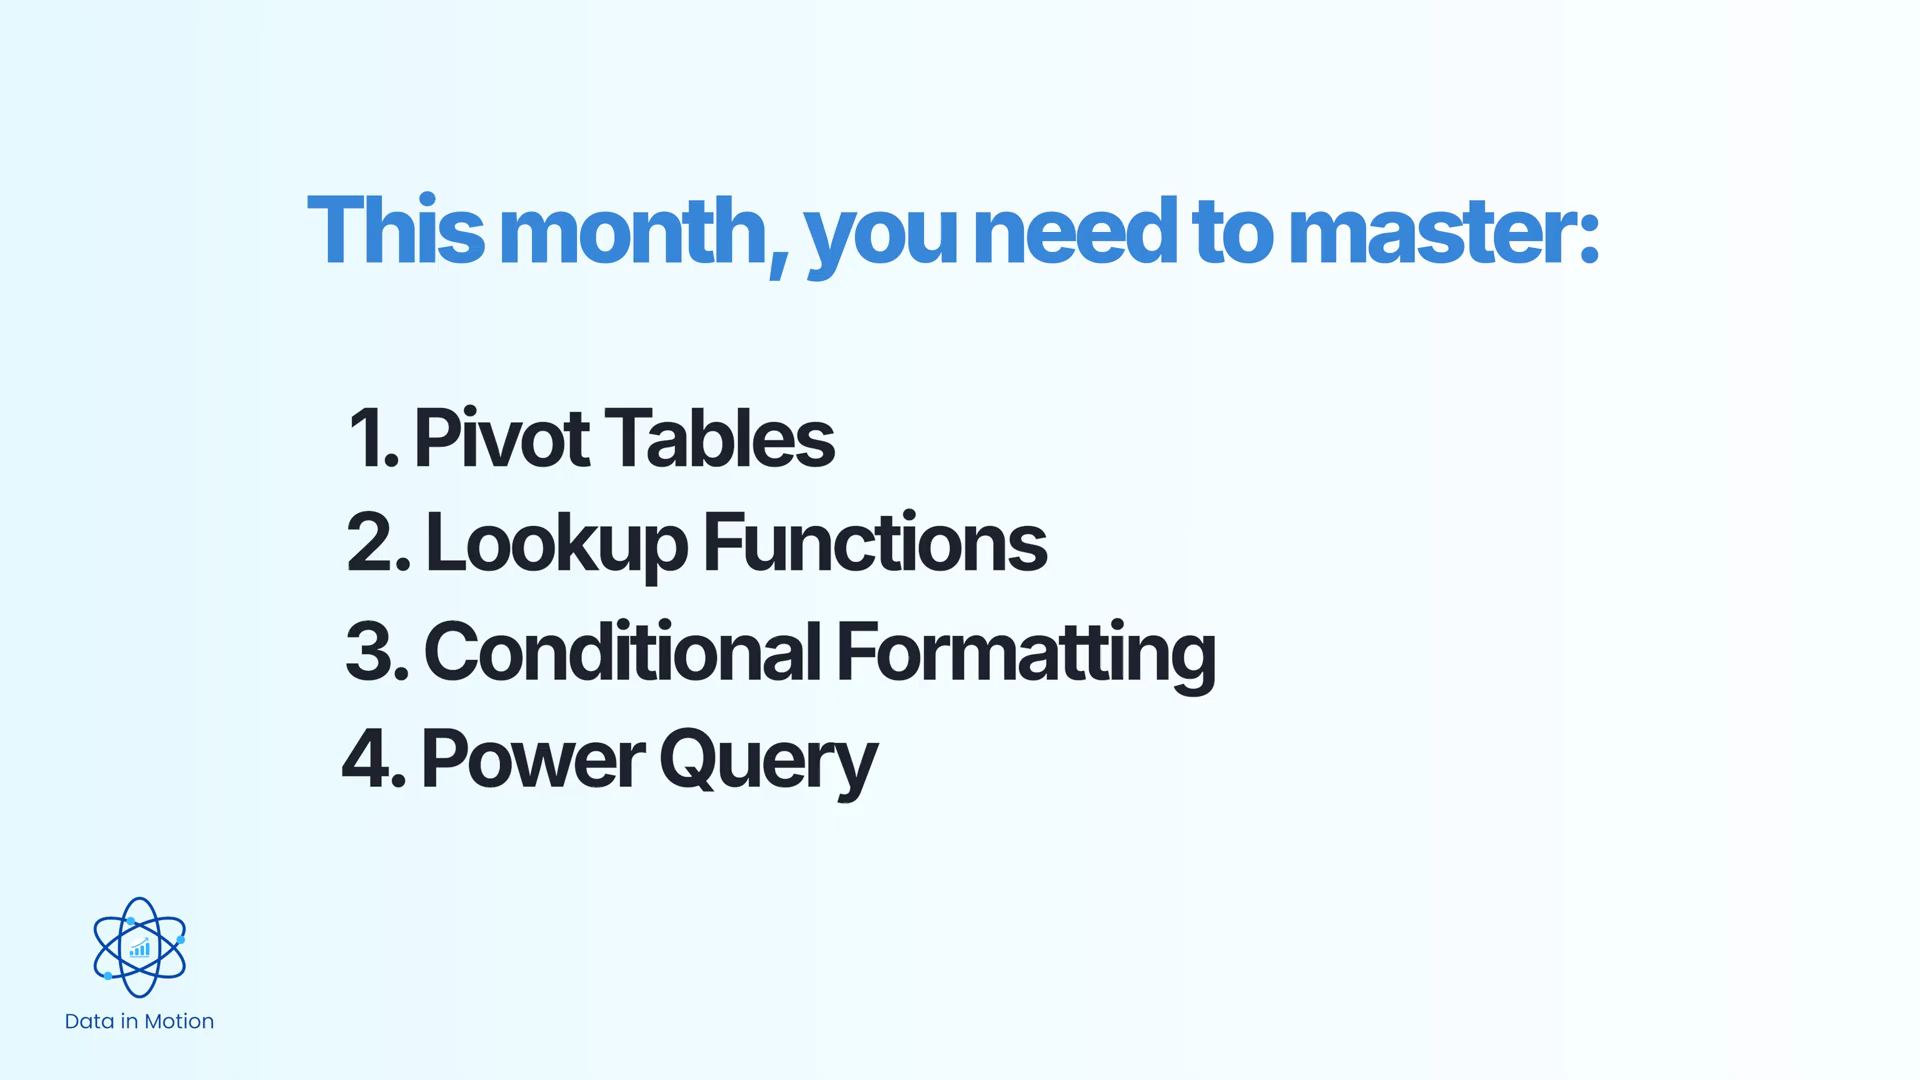 This month, you need to master:
1. Pivot Tables
2. Lookup Functions
3. Conditional Formatting
4. Power Query
Data in Motion